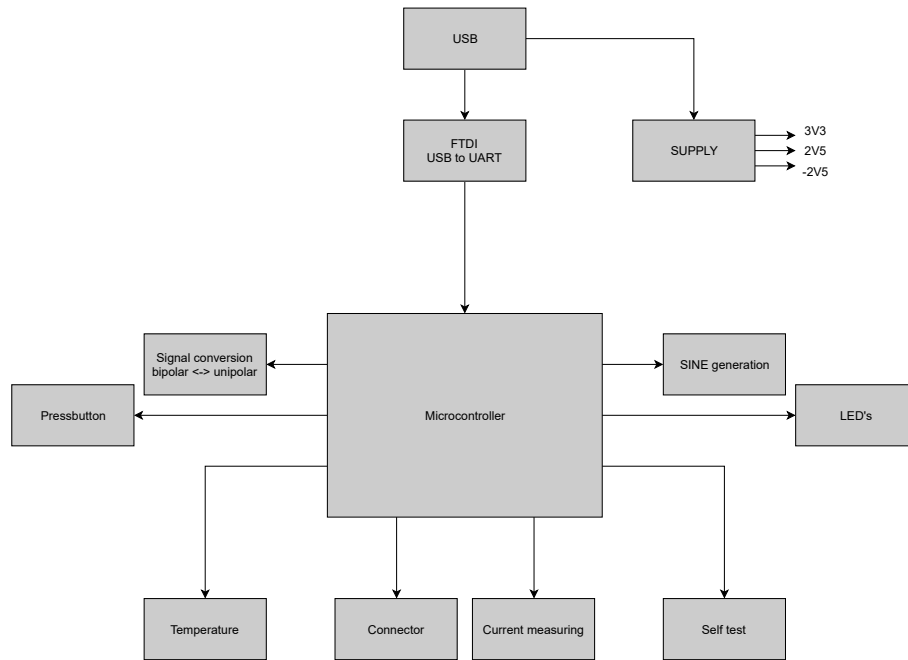 USB
FTDI
USB to UART
SUPPLY
3V3
2V5
-2V5
Signal conversion
bipolar <-> unipolar
SINE generation
Pressbutton
Microcontroller
LED's
Temperature
Connector
Current measuring
Self test